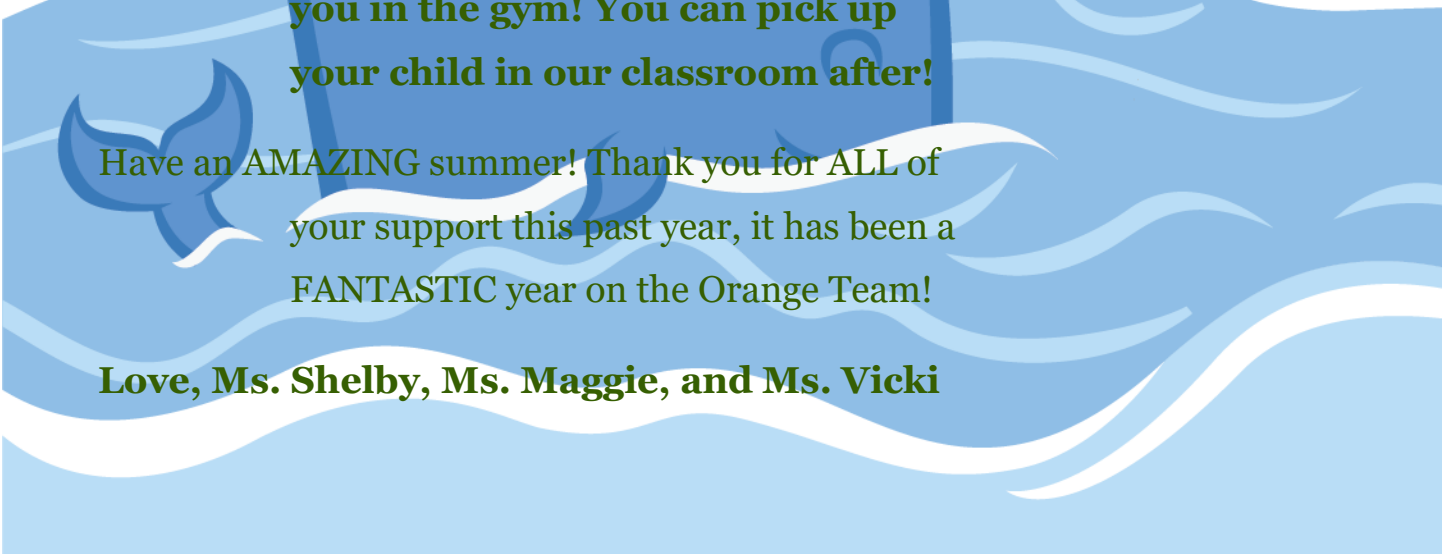 you in the gym! You can pick up
your child in our classroom after!
Have an AMAZING summer! Thank you for ALL of
your support this past year, it has been a
FANTASTIC year on the Orange Team!
Love, Ms. Shelby, Ms. Maggie, and Ms. Vicki